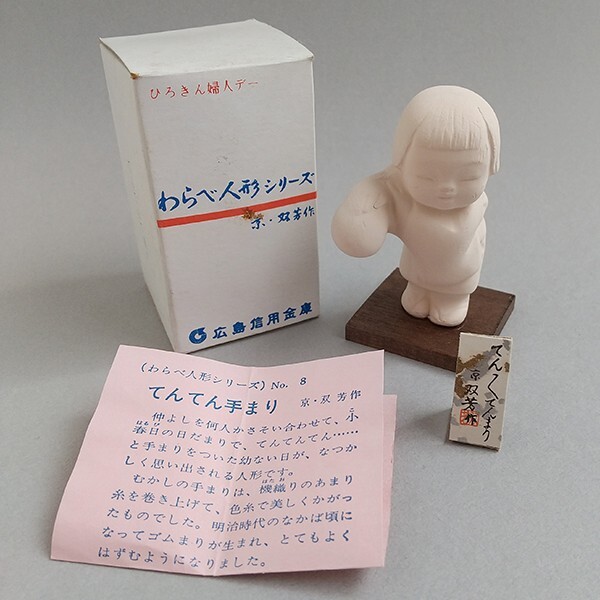 ひろきん婦人デー
わらべ人形シリーズ
京・双芳作
広島信用金庫
(わらべ人形シリーズ) No. 8
てんてん手まり 京・双芳作
仲よしを何人かさそい合わせて、小
春日の日だまりで、てんてんてん……
と手まりをついた幼ない日が、なつか
しく思い出される人形です。
むかしの手まりは、機織りのあまり
糸を巻き上げて、色糸で美しくかがっ
たものでした。明治時代のなかば頃に
なってゴムまりが生まれ、とてもよく
はずむようになりました。
てんてんてまり
京 双芳作